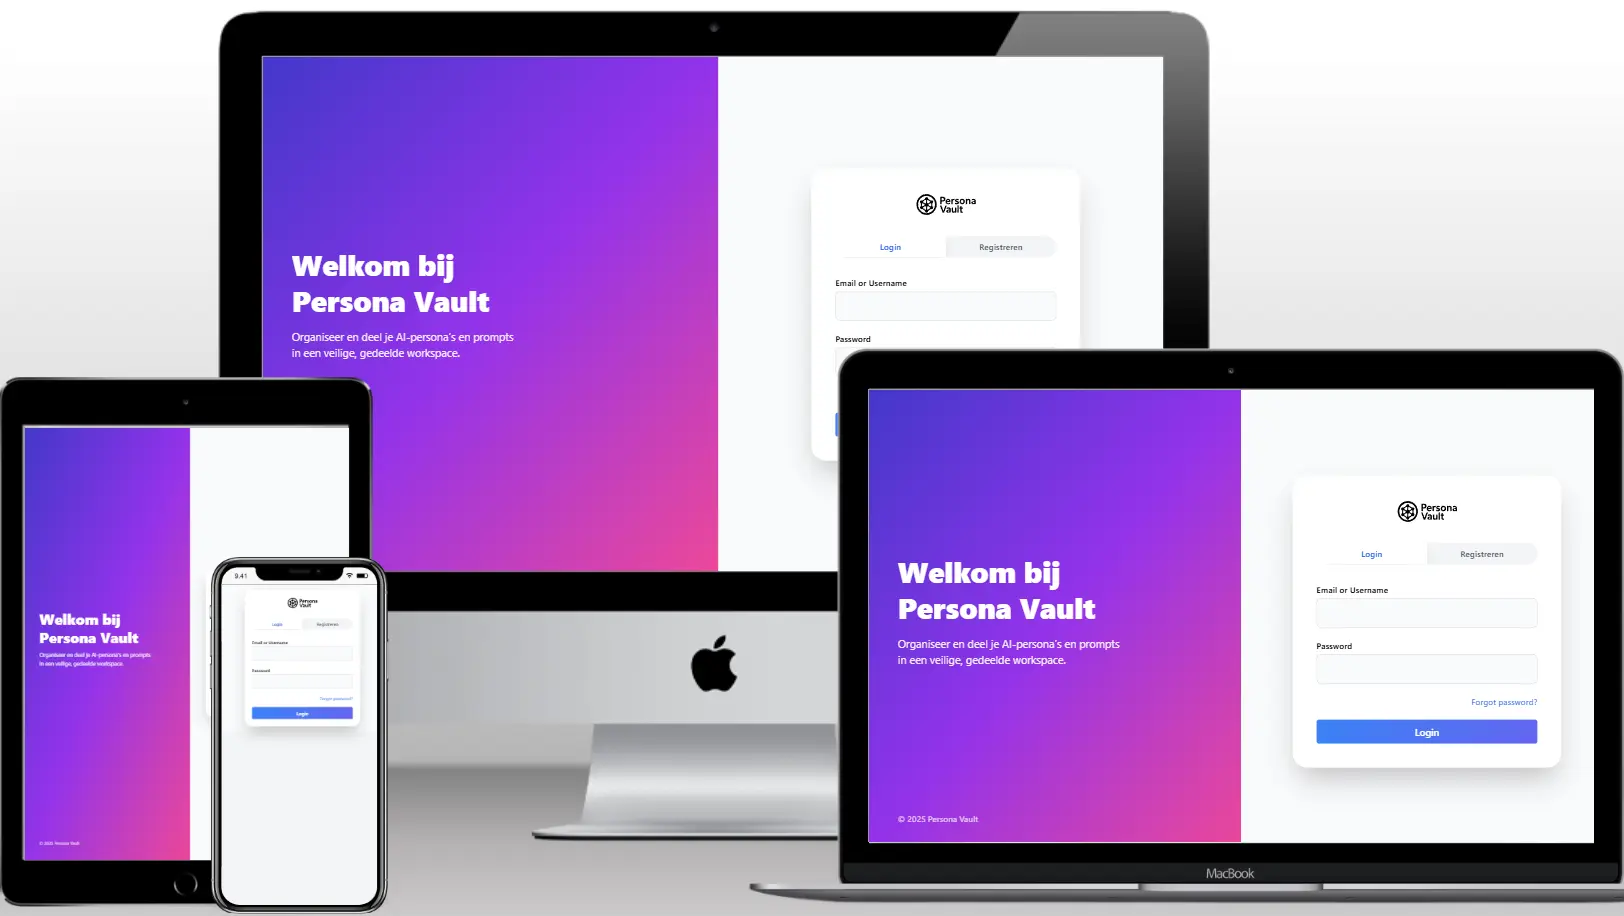 Persona
Vault
Login
Registreren
Email or Username
Password
Welkom bij
Persona Vault
Organiseer en deel je AI-persona's en prompts
in een veilige, gedeelde workspace.
Welkom bij
Persona Vault
Organiseer en deel je AI-persona's en prompts
in een veilige, gedeelde workspace.
© 2025 Persona Vault
9.41
Persona
Vault
Login
Registreren
Email or Username
Password
Forgot password?
Login
Welkom bij
Persona Vault
Organiseer en deel je AI-persona's en prompts
in een veilige, gedeelde workspace.
© 2025 Persona Vault
Persona
Vault
Login
Registreren
Email or Username
Password
Forgot password?
Login
MacBook